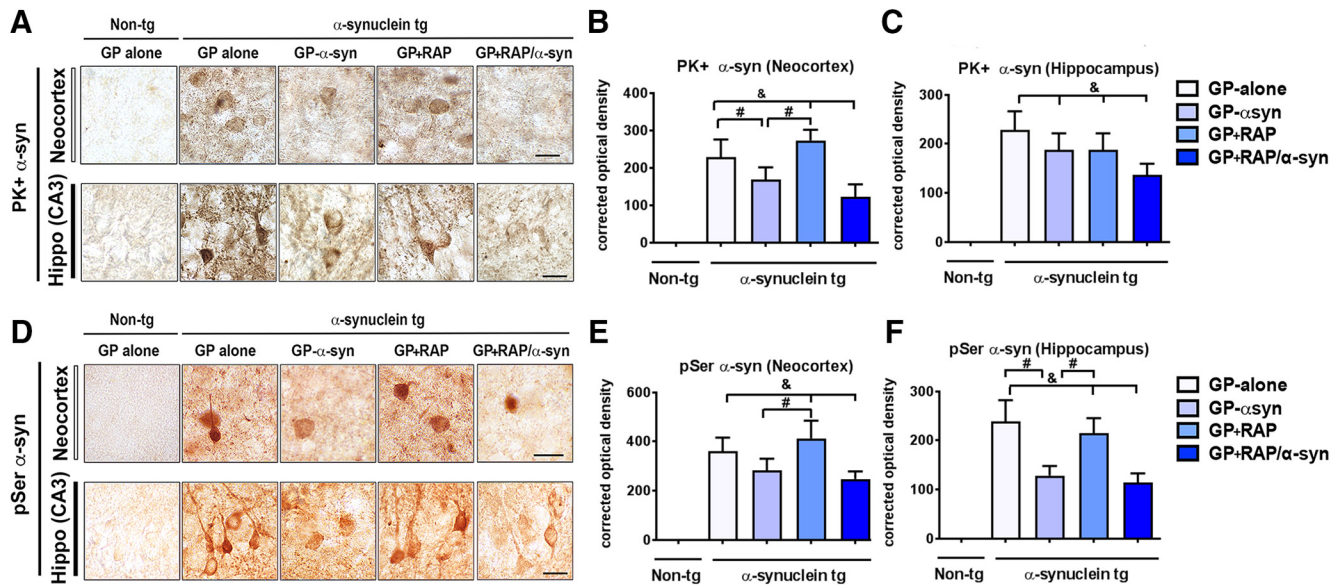 A
Non-tg
α-synuclein tg
GP alone
GP alone
GP-α-syn
GP+RAP
GP+RAP/α-syn
PK+ α-syn
Neocortex
Hippo (CA3)
B
PK+ α-syn (Neocortex)
corrected optical density
400
300
200
100
0
&
#
#
Non-tg
α-synuclein tg
C
PK+ α-syn (Hippocampus)
corrected optical density
300
200
100
0
&
Non-tg
α-synuclein tg
GP-alone
GP-αsyn
GP+RAP
GP+RAP/α-syn
D
Non-tg
α-synuclein tg
GP alone
GP alone
GP-α-syn
GP+RAP
GP+RAP/α-syn
pSer α-syn
Neocortex
Hippo (CA3)
E
pSer α-syn (Neocortex)
corrected optical density
600
400
200
0
&
#
Non-tg
α-synuclein tg
F
pSer α-syn (Hippocampus)
corrected optical density
300
200
100
0
#
#
&
Non-tg
α-synuclein tg
GP-alone
GP-αsyn
GP+RAP
GP+RAP/α-syn